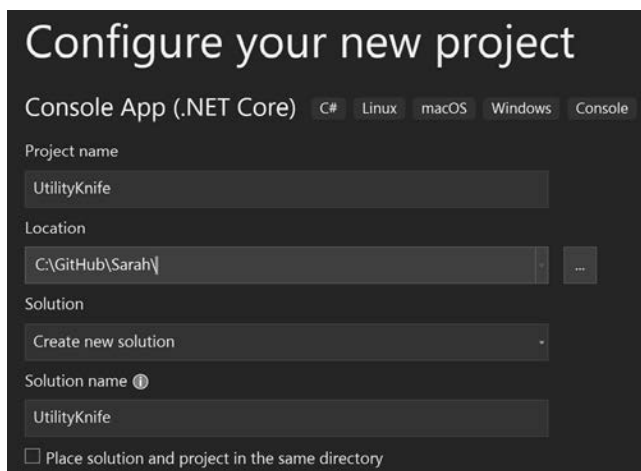 Configure your new project
Console App (.NET Core) C# Linux macOS Windows Console
Project name
UtilityKnife
Location
C:\GitHub\Sarah\
...
Solution
Create new solution
Solution name
UtilityKnife
Place solution and project in the same directory